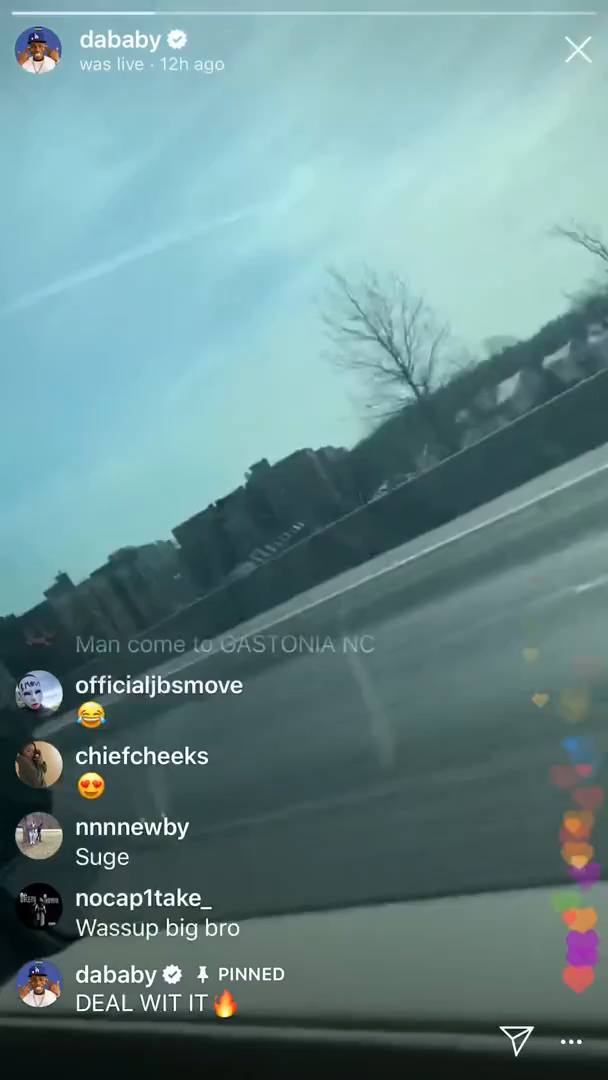 dababy
was live · 12h ago
Man come to GASTONIA NC
officialjbsmove
😂
chiefcheeks
😍
nnnnewby
Suge
nocap1take_
Wassup big bro
dababy PINNED
DEAL WIT IT🔥